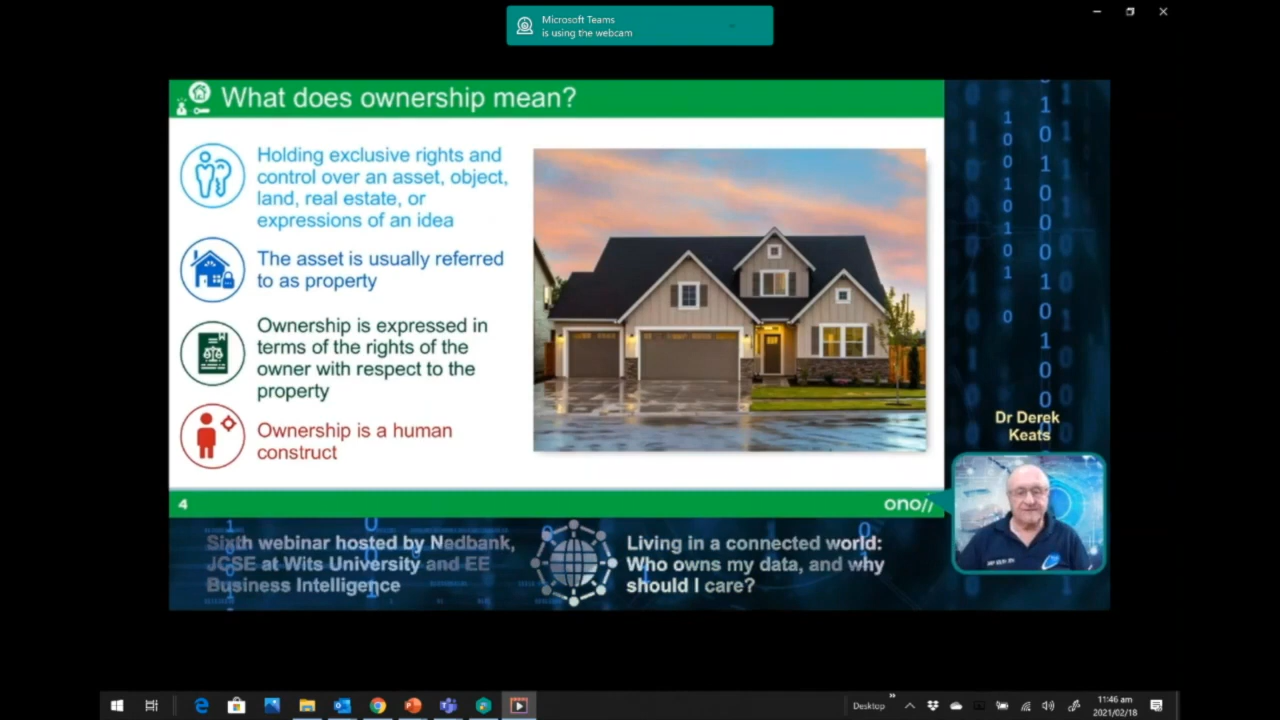 Microsoft Teams
is using the webcam
What does ownership mean?
Holding exclusive rights and
control over an asset, object,
land, real estate, or
expressions of an idea
The asset is usually referred
to as property
Ownership is expressed in
terms of the rights of the
owner with respect to the
property
Ownership is a human
construct
4
ono//
Dr Derek
Keats
Sixth webinar hosted by Nedbank,
JCSE at Wits University and EE
Business Intelligence
Living in a connected world:
Who owns my data, and why
should I care?
Desktop
11:46 am
2021/02/18